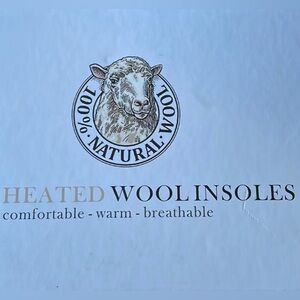 100% · NATURAL · WOOL
HEATED WOOL INSOLES
comfortable - warm - breathable